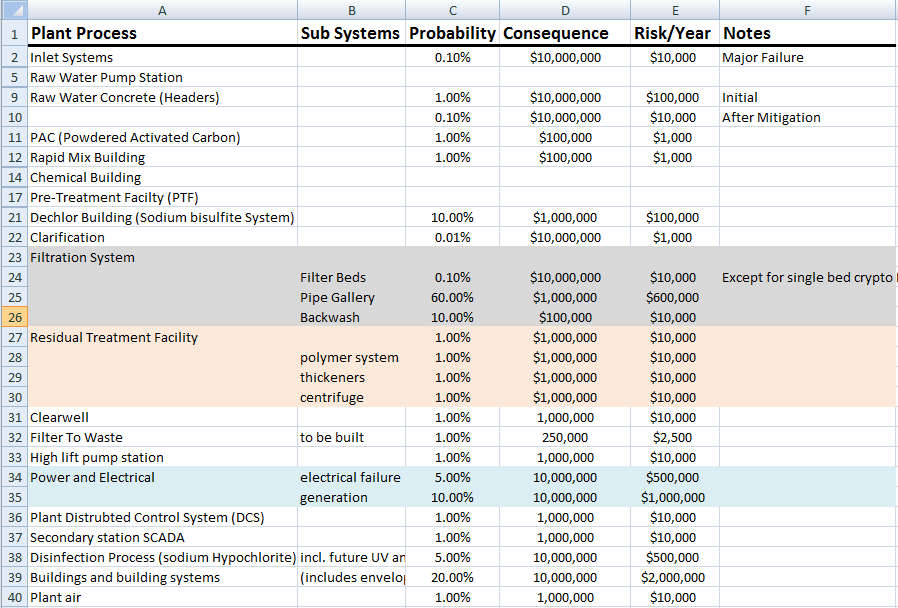 A B C D E F
1 Plant Process Sub Systems Probability Consequence Risk/Year Notes
2 Inlet Systems 0.10% $10,000,000 $10,000 Major Failure
5 Raw Water Pump Station
9 Raw Water Concrete (Headers) 1.00% $10,000,000 $100,000 Initial
10 0.10% $10,000,000 $10,000 After Mitigation
11 PAC (Powdered Activated Carbon) 1.00% $100,000 $1,000
12 Rapid Mix Building 1.00% $100,000 $1,000
14 Chemical Building
17 Pre-Treatment Facilty (PTF)
21 Dechlor Building (Sodium bisulfite System) 10.00% $1,000,000 $100,000
22 Clarification 0.01% $10,000,000 $1,000
23 Filtration System
24 Filter Beds 0.10% $10,000,000 $10,000 Except for single bed crypto
25 Pipe Gallery 60.00% $1,000,000 $600,000
26 Backwash 10.00% $100,000 $10,000
27 Residual Treatment Facility 1.00% $1,000,000 $10,000
28 polymer system 1.00% $1,000,000 $10,000
29 thickeners 1.00% $1,000,000 $10,000
30 centrifuge 1.00% $1,000,000 $10,000
31 Clearwell 1.00% 1,000,000 $10,000
32 Filter To Waste to be built 1.00% 250,000 $2,500
33 High lift pump station 1.00% 1,000,000 $10,000
34 Power and Electrical electrical failure 5.00% 10,000,000 $500,000
35 generation 10.00% 10,000,000 $1,000,000
36 Plant Distrubted Control System (DCS) 1.00% 1,000,000 $10,000
37 Secondary station SCADA 1.00% 1,000,000 $10,000
38 Disinfection Process (sodium Hypochlorite) incl. future UV an 5.00% 10,000,000 $500,000
39 Buildings and building systems (includes envelo 20.00% 10,000,000 $2,000,000
40 Plant air 1.00% 1,000,000 $10,000